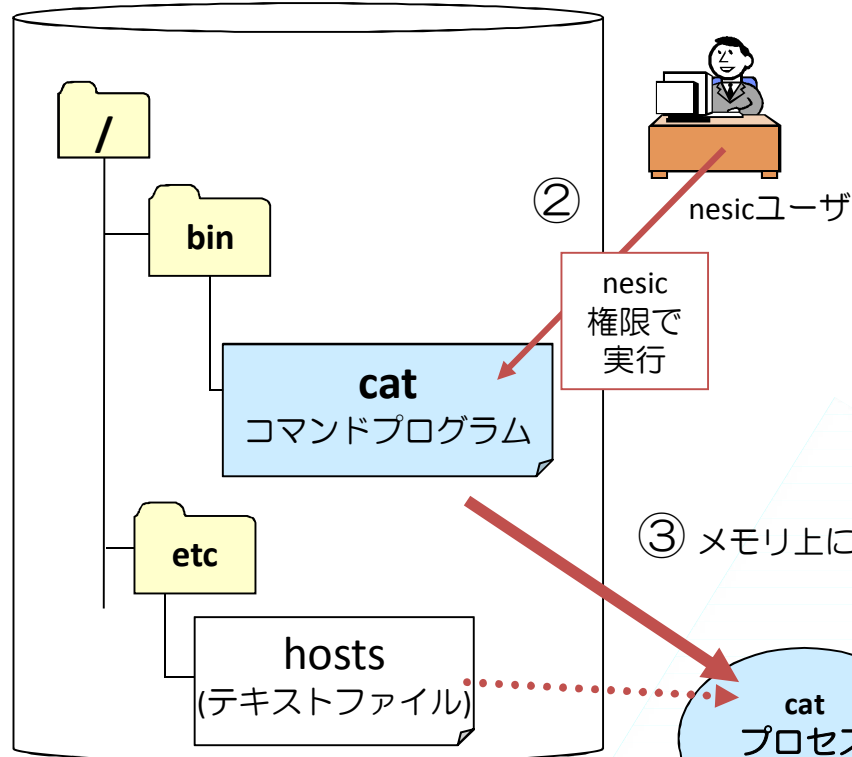 /
bin
②
nesicユーザ
nesic
権限で
実行
cat
コマンドプログラム
③ メモリ上に
etc
hosts
(テキストファイル)
cat
プロセス